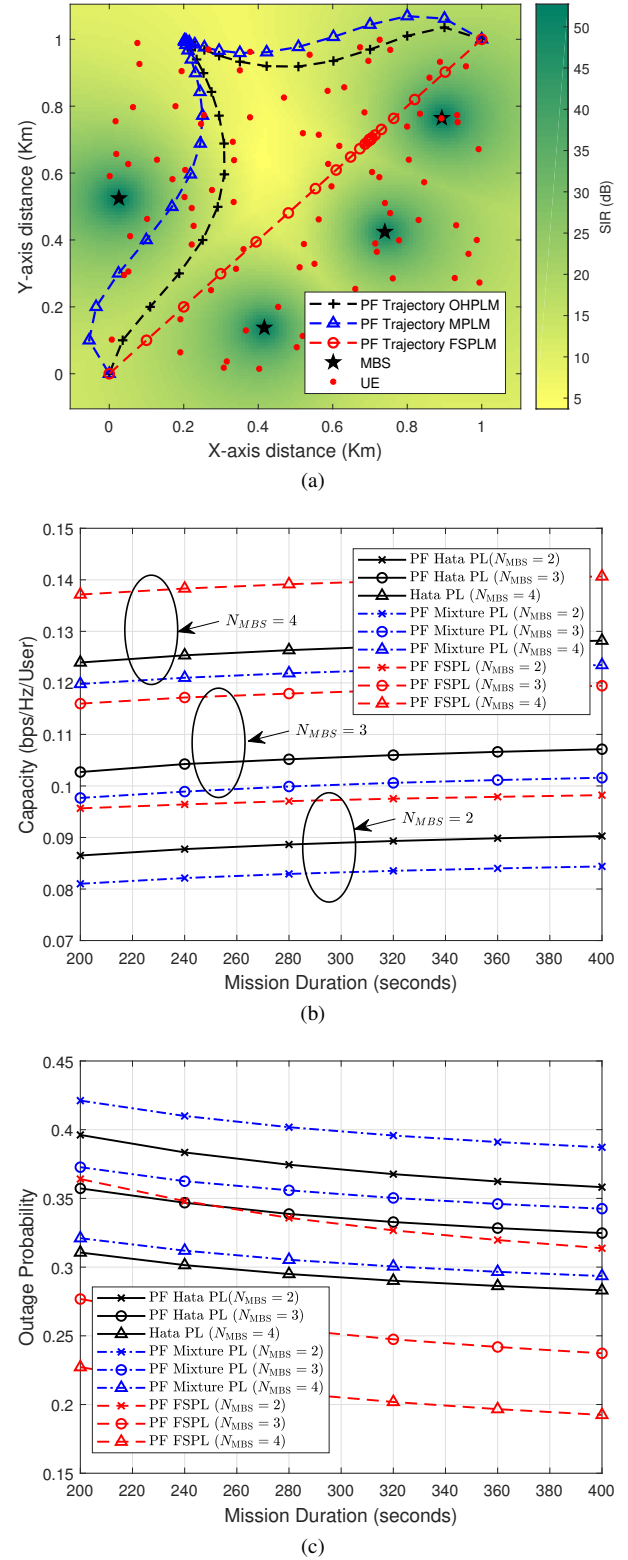 1
0.8
0.6
0.4
0.2
0
Y-axis distance (Km)
0 0.2 0.4 0.6 0.8 1
X-axis distance (Km)
PF Trajectory OHPLM
PF Trajectory MPLM
PF Trajectory FSPLM
MBS
UE
50
45
40
35
30
25
20
15
10
5
SIR (dB)
(a)
0.15
0.14
0.13
0.12
0.11
0.1
0.09
0.08
0.07
Capacity (bps/Hz/User)
PF Hata PL(N_MBS = 2)
PF Hata PL (N_MBS = 3)
Hata PL (N_MBS = 4)
PF Mixture PL (N_MBS = 2)
PF Mixture PL (N_MBS = 3)
PF Mixture PL (N_MBS = 4)
PF FSPL (N_MBS = 2)
PF FSPL (N_MBS = 3)
PF FSPL (N_MBS = 4)
N_MBS = 4
N_MBS = 3
N_MBS = 2
200 220 240 260 280 300 320 340 360 380 400
Mission Duration (seconds)
(b)
0.45
0.4
0.35
0.3
0.25
0.2
0.15
Outage Probability
PF Hata PL(N_MBS = 2)
PF Hata PL (N_MBS = 3)
Hata PL (N_MBS = 4)
PF Mixture PL (N_MBS = 2)
PF Mixture PL (N_MBS = 3)
PF Mixture PL (N_MBS = 4)
PF FSPL (N_MBS = 2)
PF FSPL (N_MBS = 3)
PF FSPL (N_MBS = 4)
200 220 240 260 280 300 320 340 360 380 400
Mission Duration (seconds)
(c)